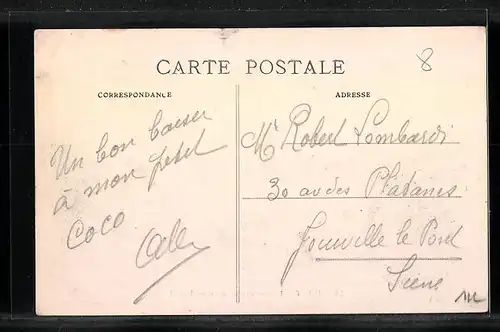 CARTE POSTALE
8
CORRESPONDANCE
ADRESSE
Un bon baiser
à mon petit
Coco
Mr Robert Lombardi
30 av des Platanes
Joinville le Pont
Seine